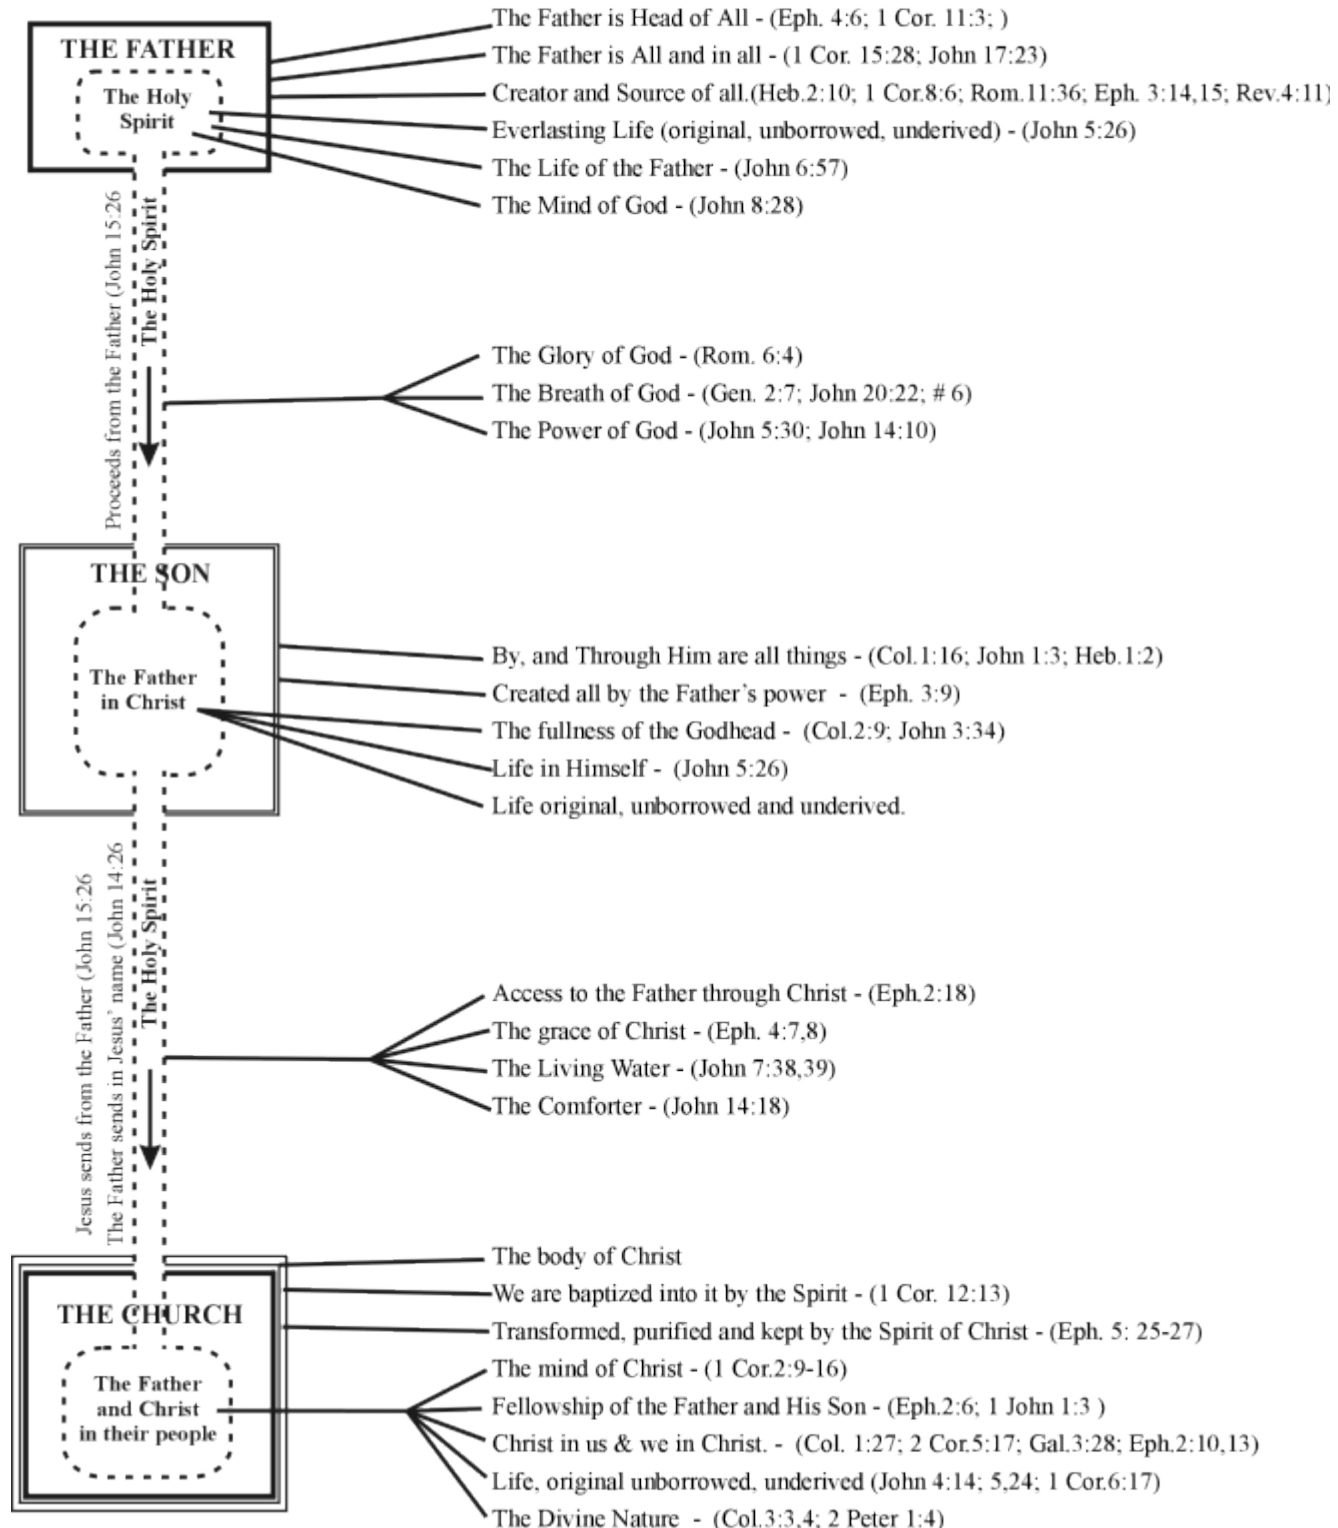 THE FATHER
The Holy
Spirit
The Father is Head of All - (Eph. 4:6; 1 Cor. 11:3; )
The Father is All and in all - (1 Cor. 15:28; John 17:23)
Creator and Source of all.(Heb.2:10; 1 Cor.8:6; Rom.11:36; Eph. 3:14,15; Rev.4:11)
Everlasting Life (original, unborrowed, underived) - (John 5:26)
The Life of the Father - (John 6:57)
The Mind of God - (John 8:28)
Proceeds from the Father (John 15:26
The Holy Spirit
The Glory of God - (Rom. 6:4)
The Breath of God - (Gen. 2:7; John 20:22; # 6)
The Power of God - (John 5:30; John 14:10)
THE SON
The Father
in Christ
By, and Through Him are all things - (Col.1:16; John 1:3; Heb.1:2)
Created all by the Father's power - (Eph. 3:9)
The fullness of the Godhead - (Col.2:9; John 3:34)
Life in Himself - (John 5:26)
Life original, unborrowed and underived.
Jesus sends from the Father (John 15:26
The Father sends in Jesus' name (John 14:26
The Holy Spirit
Access to the Father through Christ - (Eph.2:18)
The grace of Christ - (Eph. 4:7,8)
The Living Water - (John 7:38,39)
The Comforter - (John 14:18)
THE CHURCH
The Father
and Christ
in their people
The body of Christ
We are baptized into it by the Spirit - (1 Cor. 12:13)
Transformed, purified and kept by the Spirit of Christ - (Eph. 5: 25-27)
The mind of Christ - (1 Cor.2:9-16)
Fellowship of the Father and His Son - (Eph.2:6; 1 John 1:3 )
Christ in us & we in Christ. - (Col. 1:27; 2 Cor.5:17; Gal.3:28; Eph.2:10,13)
Life, original unborrowed, underived (John 4:14; 5,24; 1 Cor.6:17)
The Divine Nature - (Col.3:3,4; 2 Peter 1:4)